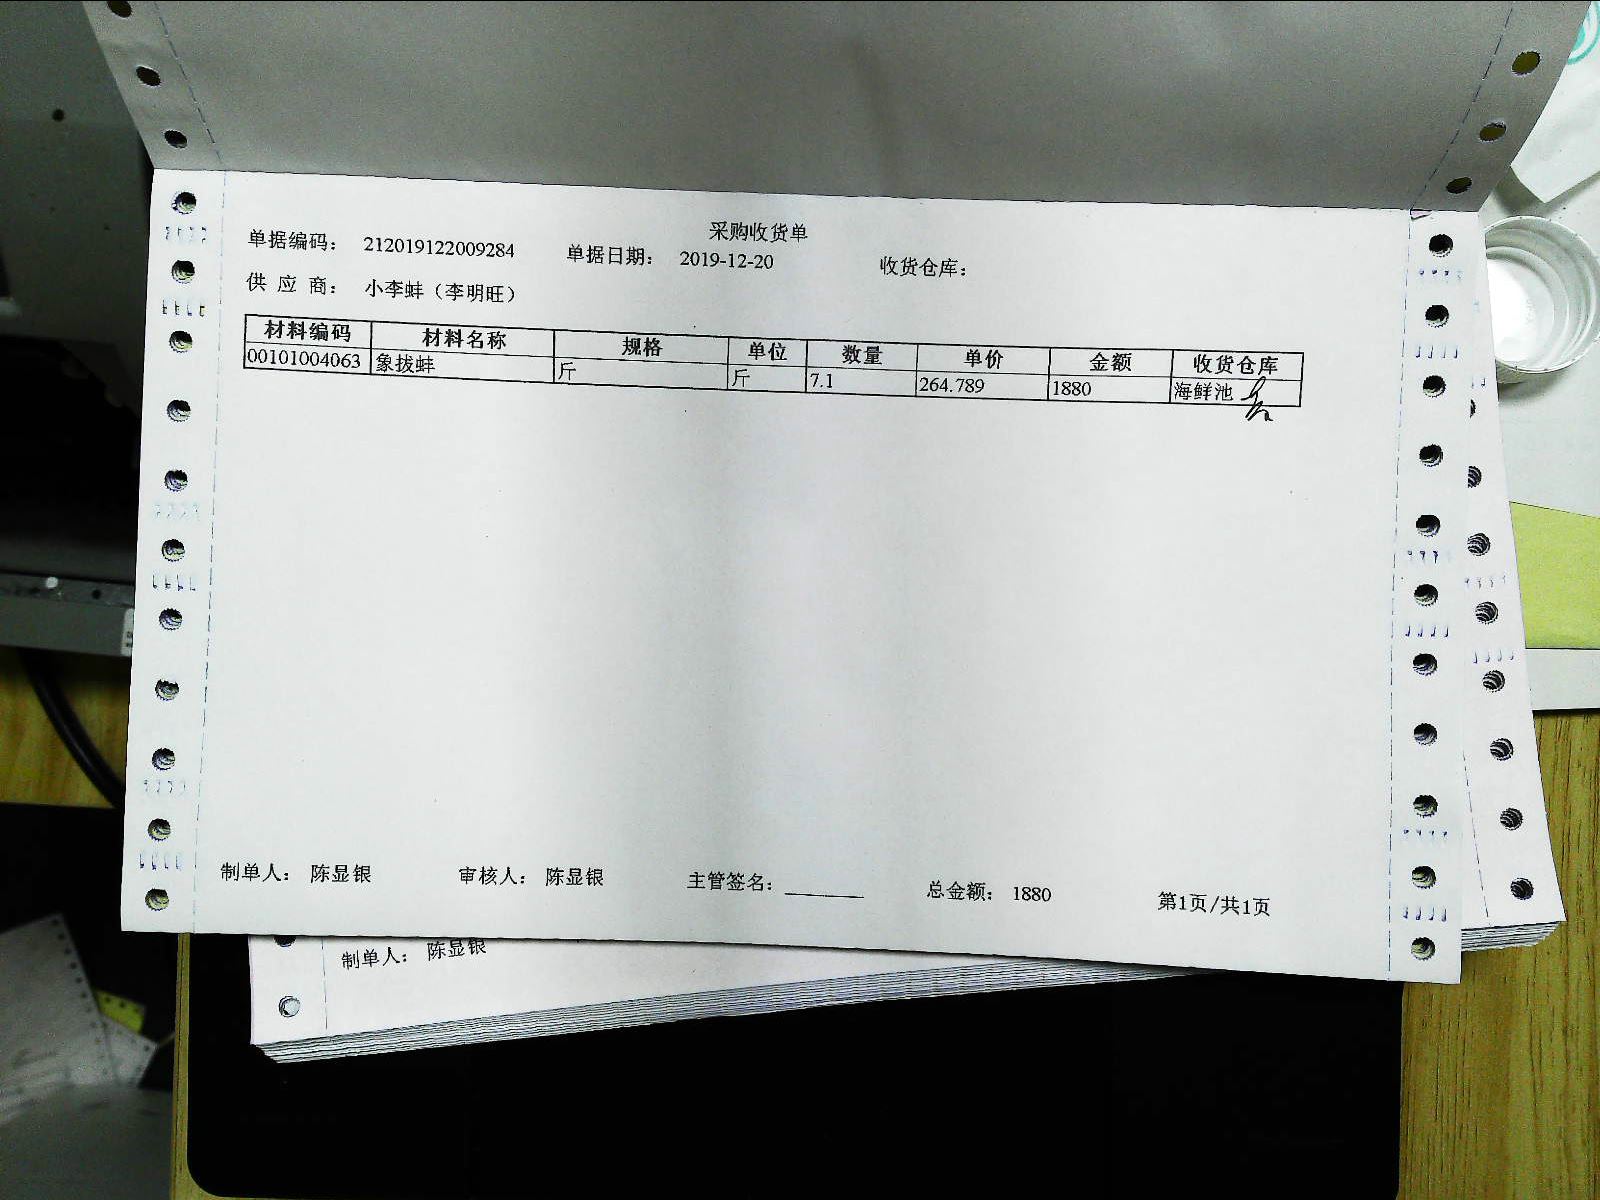 采购收货单
单据编码： 212019122009284 单据日期： 2019-12-20 收货仓库：
供 应 商： 小李蚌（李明旺）
材料编码 材料名称 规格 单位 数量 单价 金额 收货仓库
00101004063 象拔蚌 斤 斤 7.1 264.789 1880 海鲜池
制单人： 陈显银 审核人： 陈显银 主管签名： 总金额： 1880 第1页/共1页
制单人： 陈显银